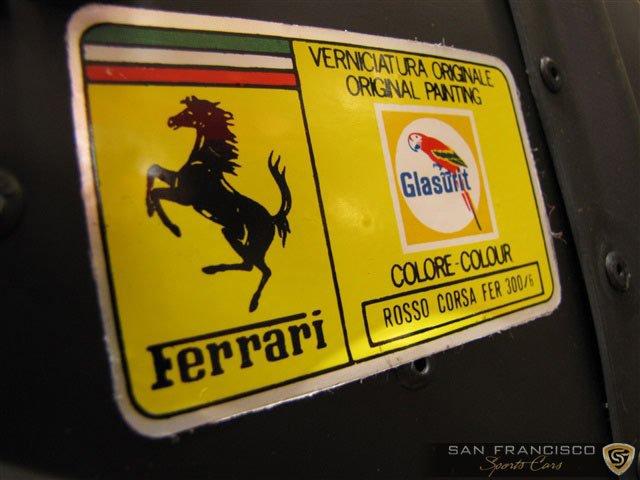 VERNICIATURA ORIGINALE
ORIGINAL PAINTING
Glasurit
COLORE-COLOUR
ROSSO CORSA FER 300/6
Ferrari
SAN FRANCISCO
Sports Cars